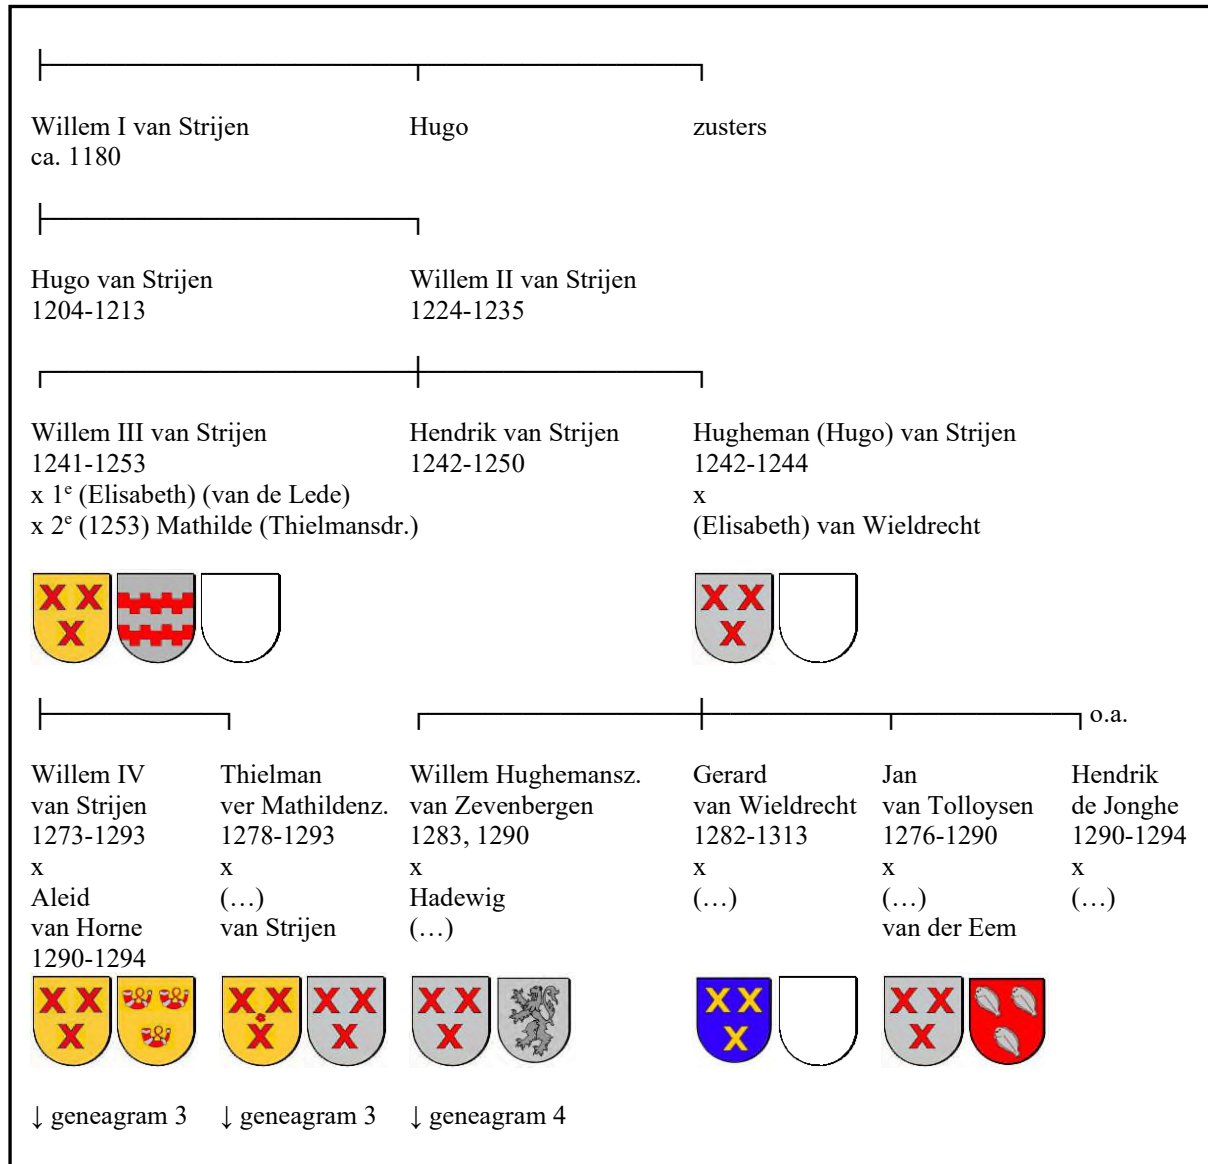 Willem I van Strijen
ca. 1180
Hugo
zusters
Hugo van Strijen
1204-1213
Willem II van Strijen
1224-1235
Willem III van Strijen
1241-1253
x 1e (Elisabeth) (van de Lede)
x 2e (1253) Mathilde (Thielmansdr.)
Hendrik van Strijen
1242-1250
Hugheman (Hugo) van Strijen
1242-1244
x
(Elisabeth) van Wieldrecht
o.a.
Willem IV
van Strijen
1273-1293
x
Aleid
van Horne
1290-1294
Thielman
ver Mathildenz.
1278-1293
x
(…)
van Strijen
Willem Hughemansz.
van Zevenbergen
1283, 1290
x
Hadewig
(…)
Gerard
van Wieldrecht
1282-1313
x
(…)
Jan
van Tolloysen
1276-1290
x
(…)
van der Eem
Hendrik
de Jonghe
1290-1294
x
(…)
↓ geneagram 3
↓ geneagram 3
↓ geneagram 4